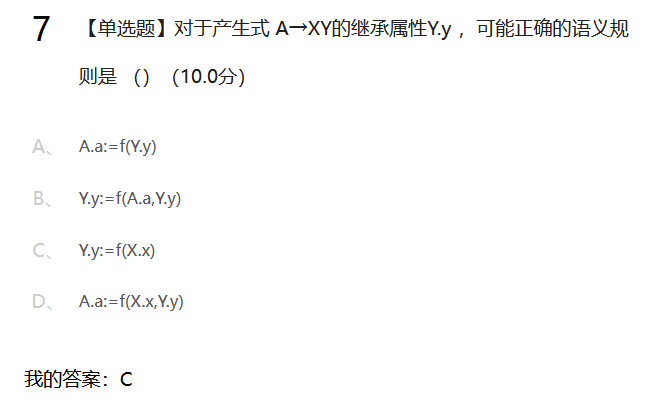 7 【单选题】对于产生式 A→XY的继承属性Y.y ，可能正确的语义规
则是 （）（10.0分）
A、 A.a:=f(Y.y)
B、 Y.y:=f(A.a,Y.y)
C、 Y.y:=f(X.x)
D、 A.a:=f(X.x,Y.y)
我的答案：C